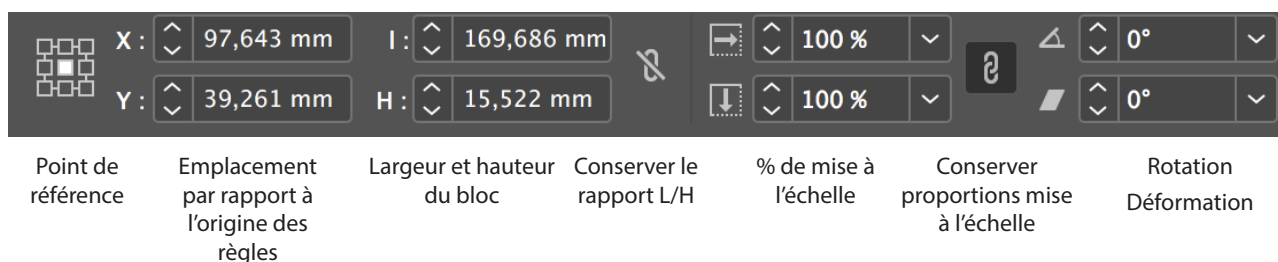 X : 97,643 mm I : 169,686 mm 100 % 0°
Y : 39,261 mm H : 15,522 mm 100 % 0°
Point de
référence
Emplacement
par rapport à
l’origine des
règles
Largeur et hauteur
du bloc
Conserver le
rapport L/H
% de mise à
l’échelle
Conserver
proportions mise
à l’échelle
Rotation
Déformation